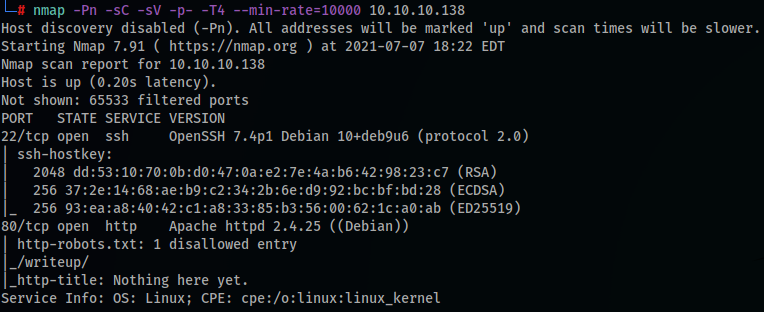 # nmap -Pn -sC -sV -p- -T4 --min-rate=10000 10.10.10.138
Host discovery disabled (-Pn). All addresses will be marked 'up' and scan times will be slower.
Starting Nmap 7.91 ( https://nmap.org ) at 2021-07-07 18:22 EDT
Nmap scan report for 10.10.10.138
Host is up (0.20s latency).
Not shown: 65533 filtered ports
PORT   STATE SERVICE VERSION
22/tcp open  ssh     OpenSSH 7.4p1 Debian 10+deb9u6 (protocol 2.0)
| ssh-hostkey:
|   2048 dd:53:10:70:0b:d0:47:0a:e2:7e:4a:b6:42:98:23:c7 (RSA)
|   256 37:2e:14:68:ae:b9:c2:34:2b:6e:d9:92:bc:bf:bd:28 (ECDSA)
|_  256 93:ea:a8:40:42:c1:a8:33:85:b3:56:00:62:1c:a0:ab (ED25519)
80/tcp open  http    Apache httpd 2.4.25 ((Debian))
| http-robots.txt: 1 disallowed entry
|_/writeup/
|_http-title: Nothing here yet.
Service Info: OS: Linux; CPE: cpe:/o:linux:linux_kernel